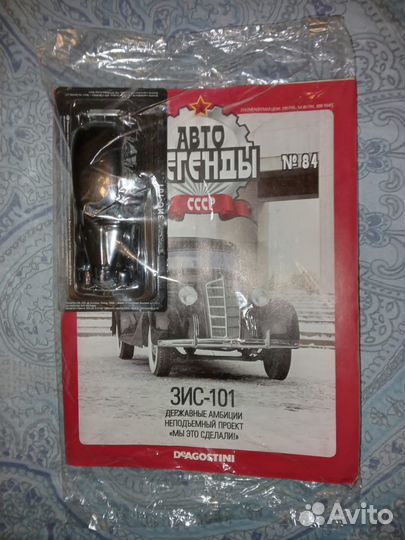 АВТО
ЛЕГЕНДЫ
СССР
№ 84
ЗИС-101
ДЕРЖАВНЫЕ АМБИЦИИ
НЕПОДЪЕМНЫЙ ПРОЕКТ
«МЫ ЭТО СДЕЛАЛИ!»
DEAGOSTINI
Avito